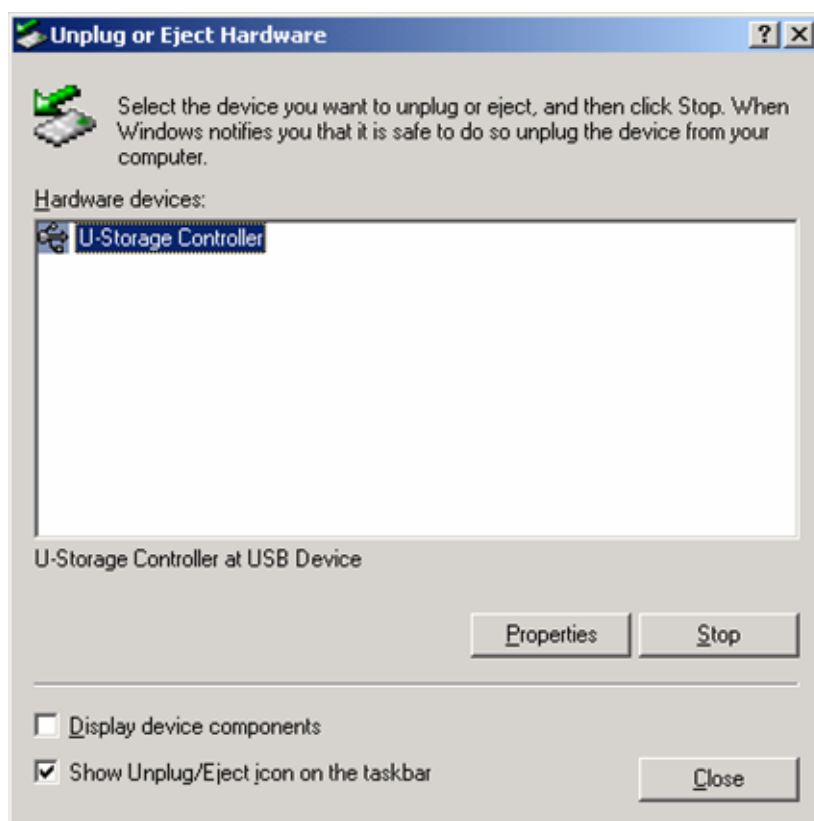 Unplug or Eject Hardware
Select the device you want to unplug or eject, and then click Stop. When
Windows notifies you that it is safe to do so unplug the device from your
computer.
Hardware devices:
U-Storage Controller
U-Storage Controller at USB Device
Properties Stop
Display device components
Show Unplug/Eject icon on the taskbar
Close